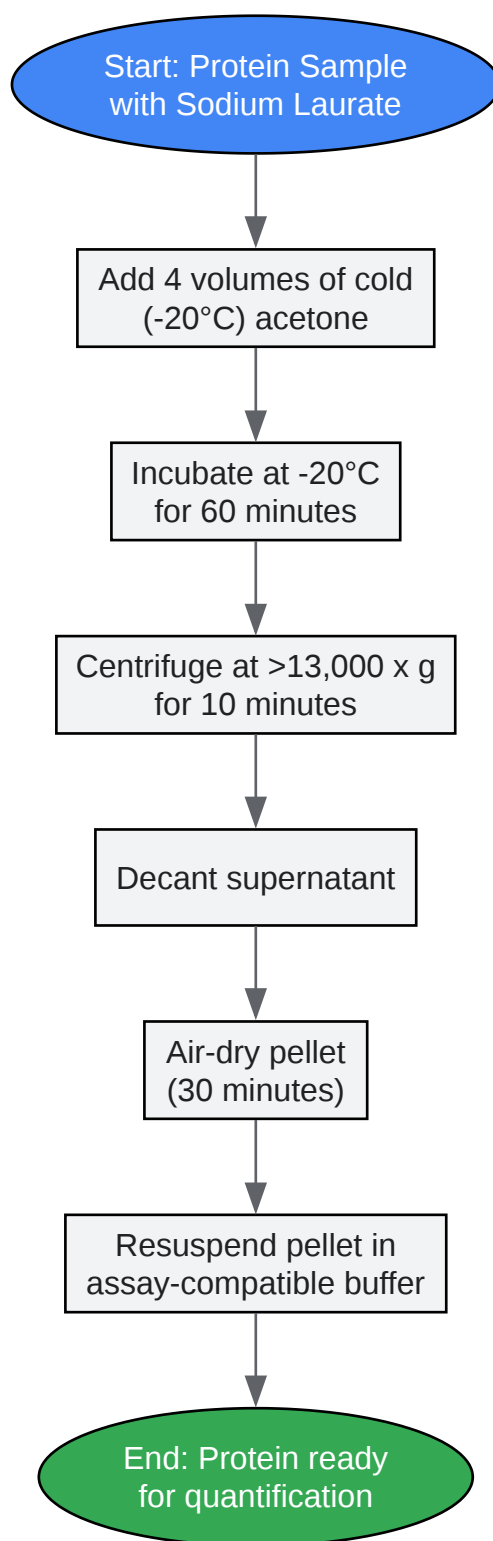 Start: Protein Sample
with Sodium Laurate
Add 4 volumes of cold
(-20°C) acetone
Incubate at -20°C
for 60 minutes
Centrifuge at >13,000 x g
for 10 minutes
Decant supernatant
Air-dry pellet
(30 minutes)
Resuspend pellet in
assay-compatible buffer
End: Protein ready
for quantification